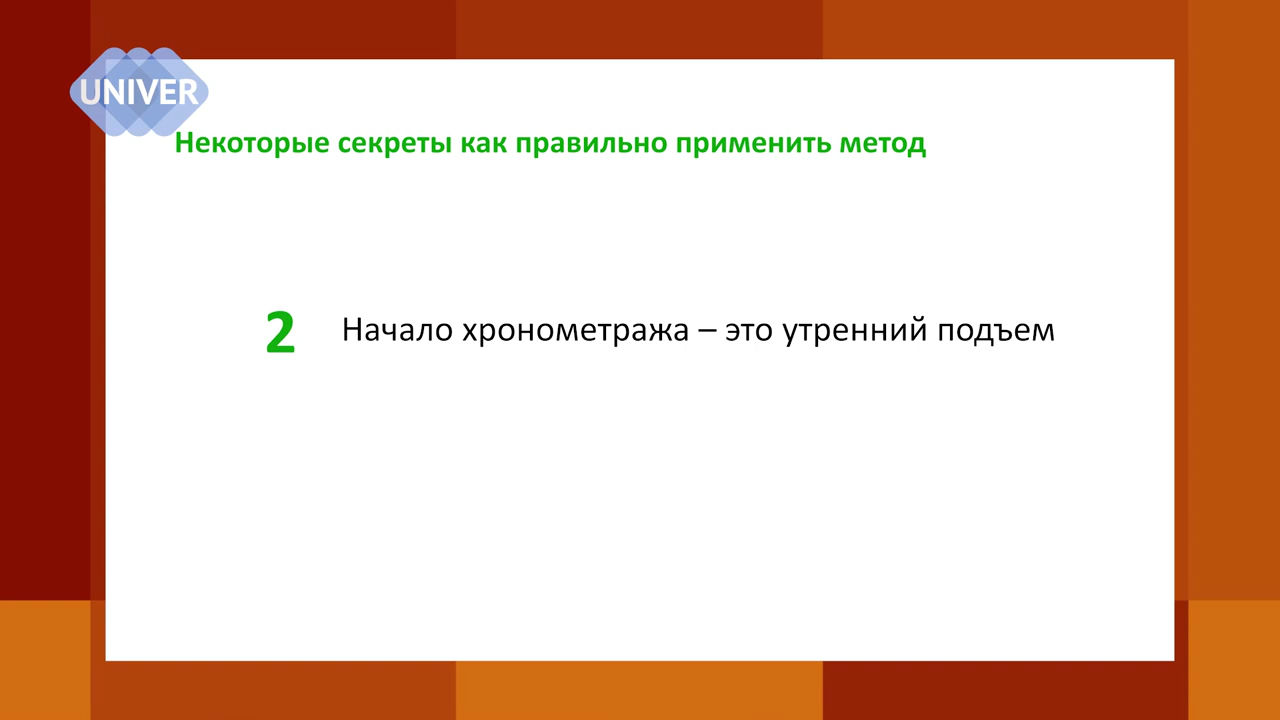 UNIVER
Некоторые секреты как правильно применить метод
2 Начало хронометража – это утренний подъем